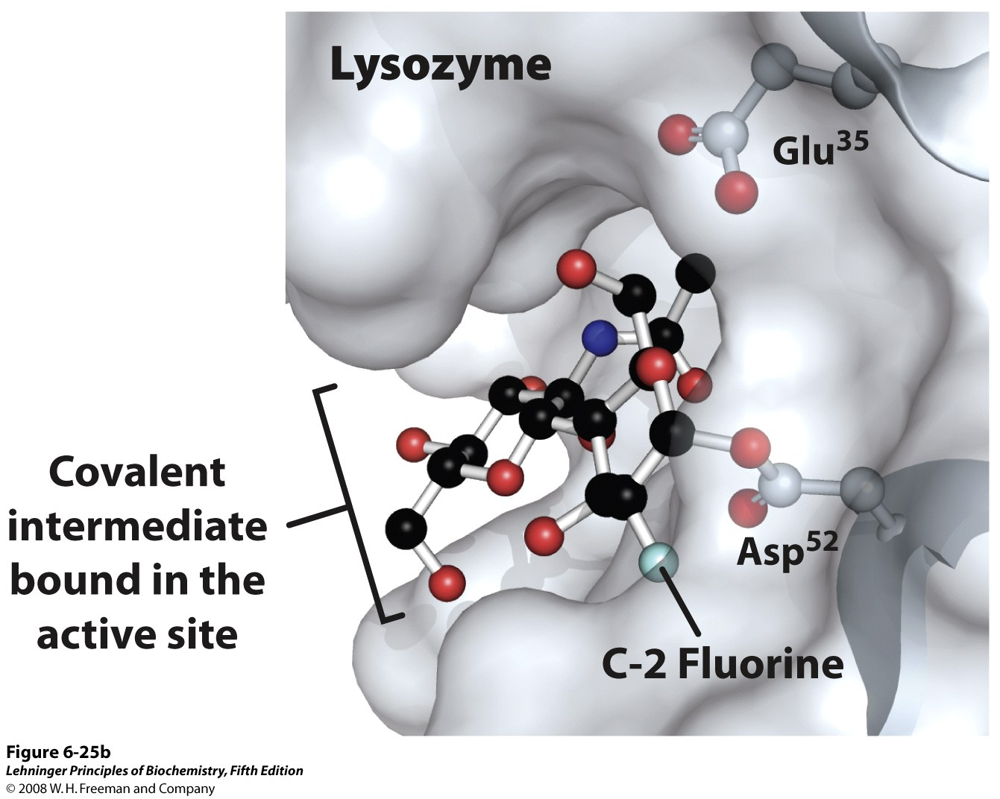 Lysozyme
Glu³⁵
Covalent
intermediate
bound in the
active site
Asp⁵²
C-2 Fluorine
Figure 6-25b
Lehninger Principles of Biochemistry, Fifth Edition
© 2008 W. H. Freeman and Company